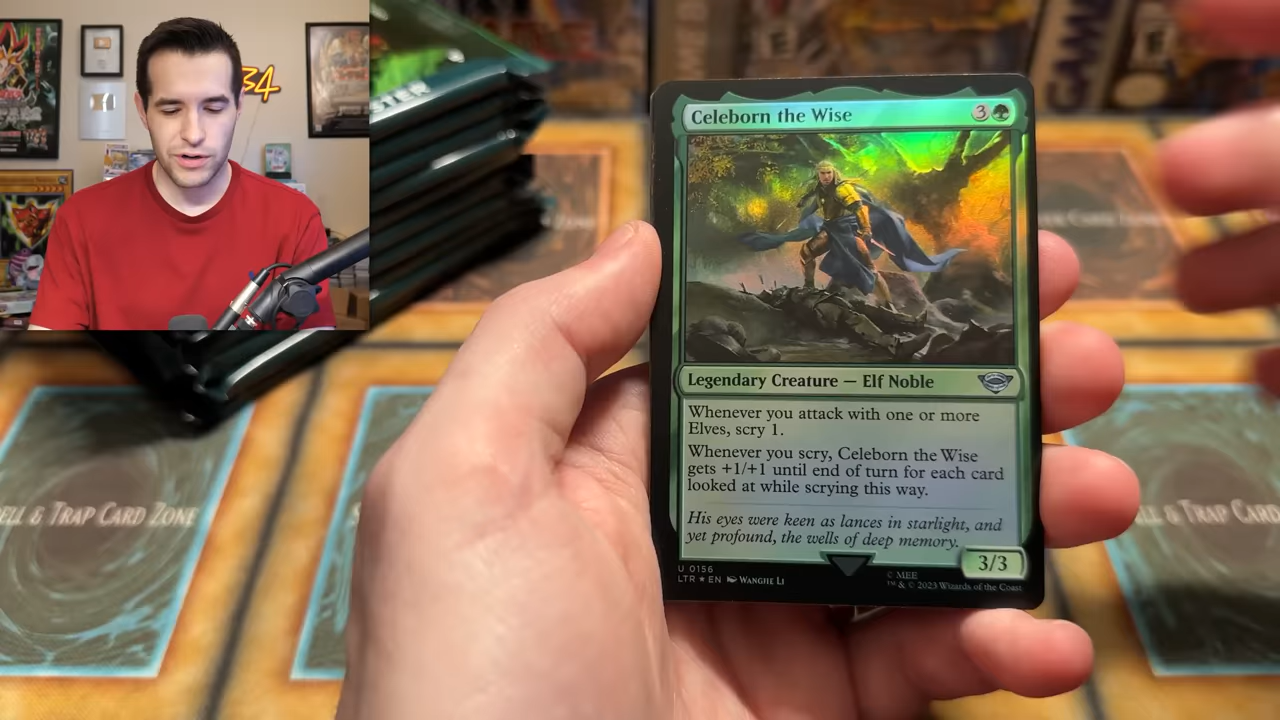 34
STER
GAME
Celeborn the Wise
3
Legendary Creature — Elf Noble
Whenever you attack with one or more
Elves, scry 1.
Whenever you scry, Celeborn the Wise
gets +1/+1 until end of turn for each card
looked at while scrying this way.
His eyes were keen as lances in starlight, and
yet profound, the wells of deep memory.
3/3
U 0156
LTR ★ EN Wangjie Li
© MEE
™ & © 2023 Wizards of the Coast
ELL & TRAP CARD ZONE
S
ELL & TRAP CARD